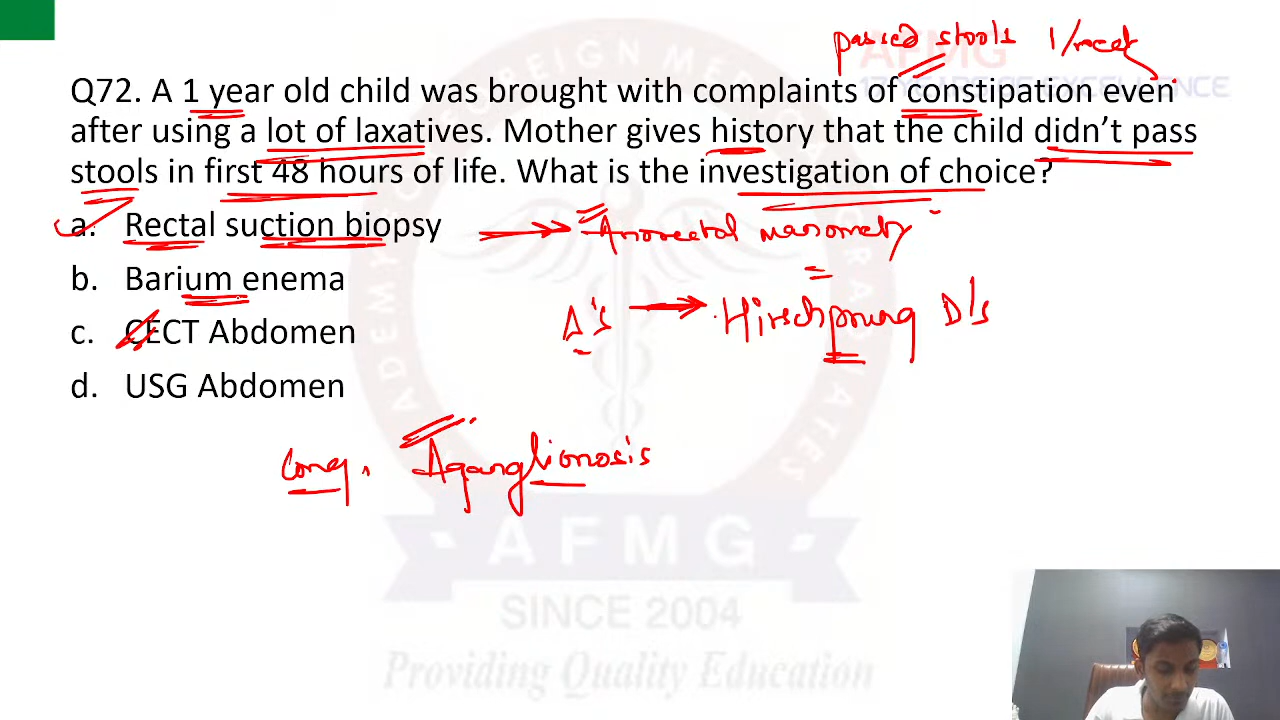 passed stools 1/week
Q72. A 1 year old child was brought with complaints of constipation even
after using a lot of laxatives. Mother gives history that the child didn't pass
stools in first 48 hours of life. What is the investigation of choice?
a. Rectal suction biopsy
Anorectal manometry
b. Barium enema
Δ's Hirschprung D/s
c. CECT Abdomen
d. USG Abdomen
Cong. Aganglionosis
AFMG
SINCE 2004
Providing Quality Education